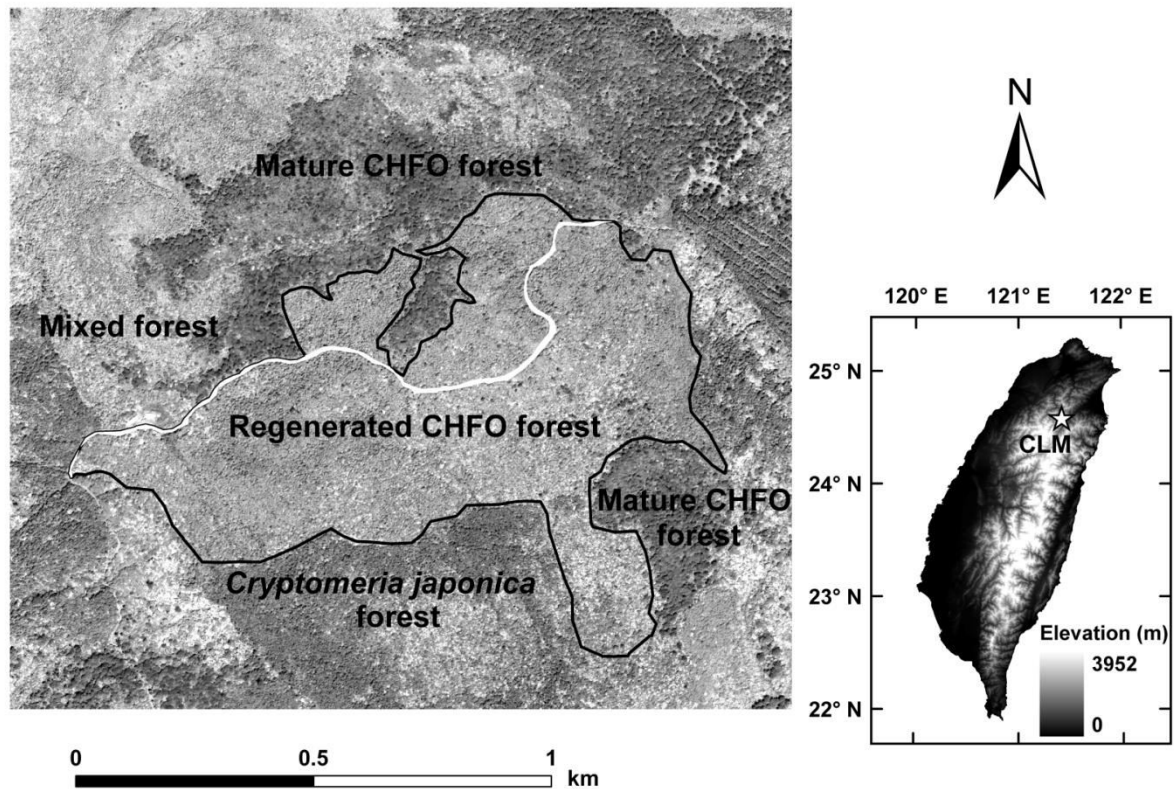 Mature CHFO forest
Mixed forest
Regenerated CHFO forest
Mature CHFO
forest
Cryptomeria japonica
forest
0
0.5
1
km
N
120° E
121° E
122° E
25° N
24° N
23° N
22° N
CLM
Elevation (m)
3952
0